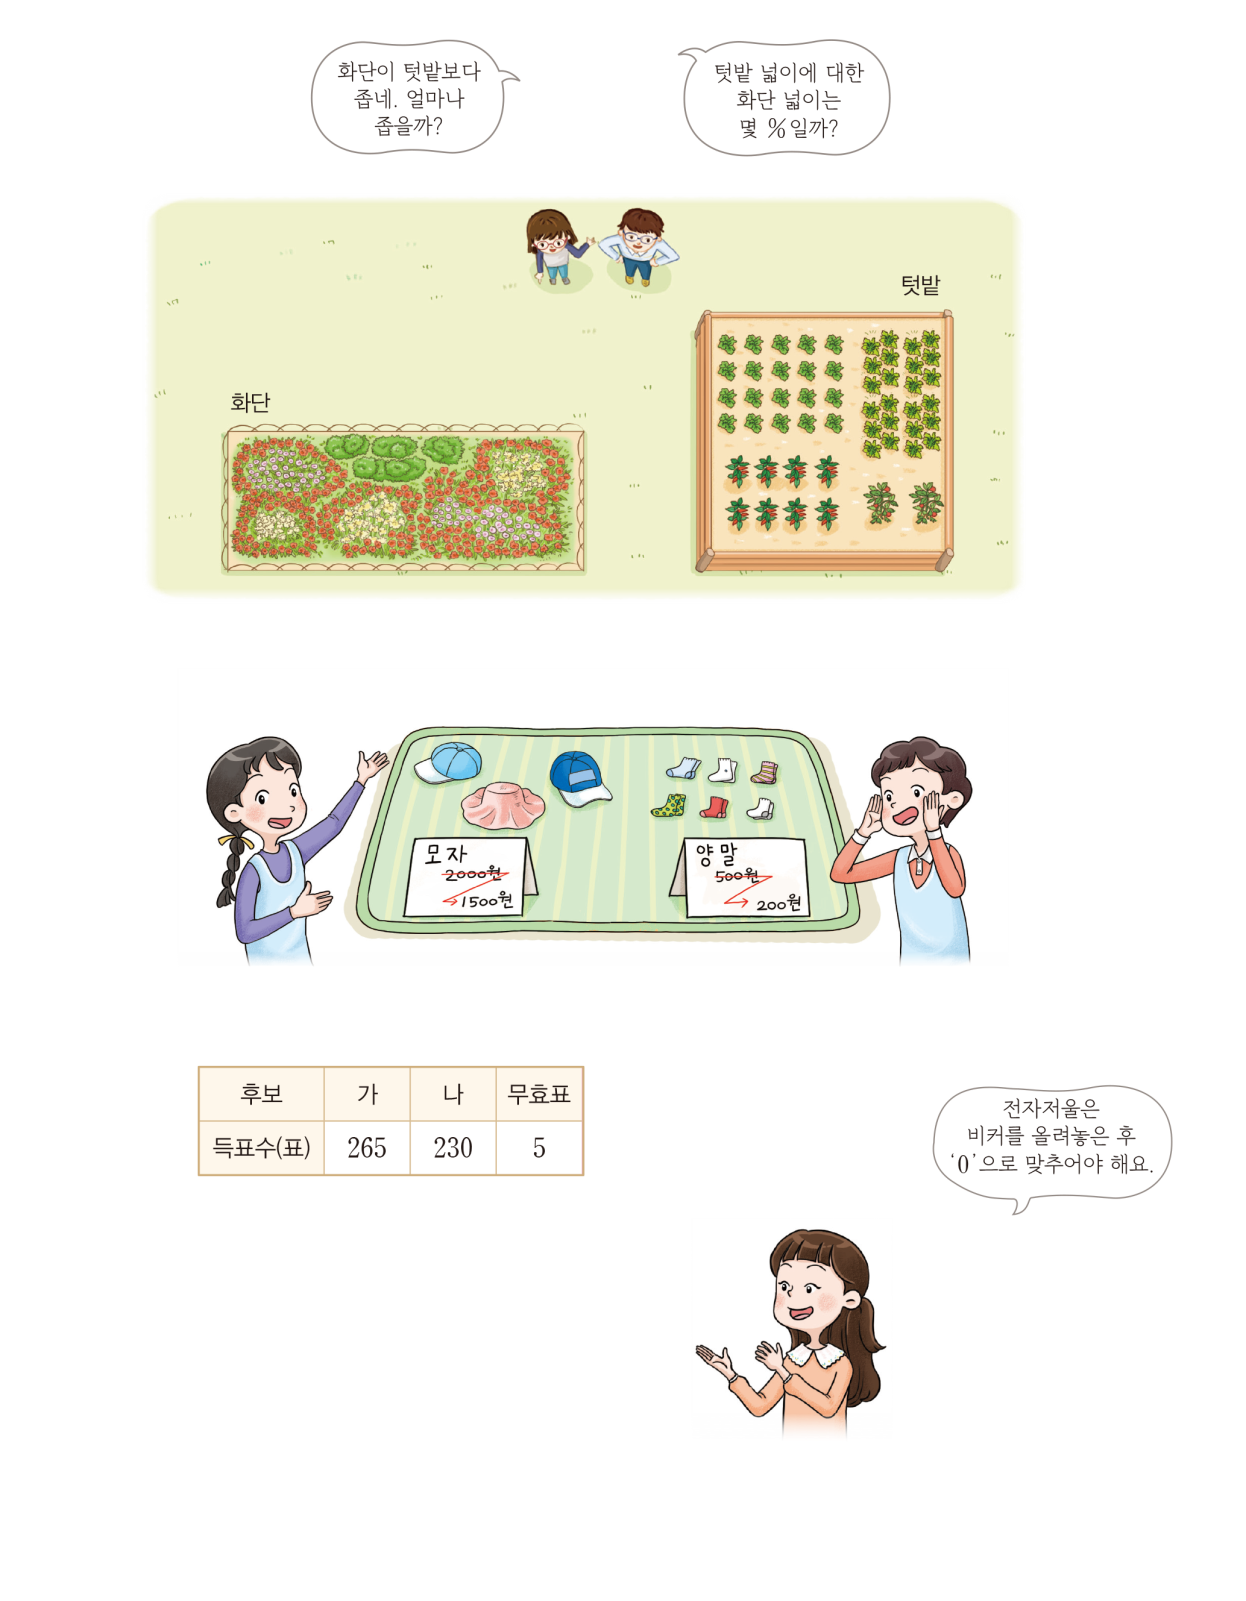 화단이 텃밭보다
좁네. 얼마나
좁을까?
텃밭 넓이에 대한
화단 넓이는
몇 %일까?
텃밭
화단
모자
2000원
1500원
양말
500원
200원
후보 가 나 무효표
득표수(표) 265 230 5
전자저울은
비커를 올려놓은 후
‘0’으로 맞추어야 해요.